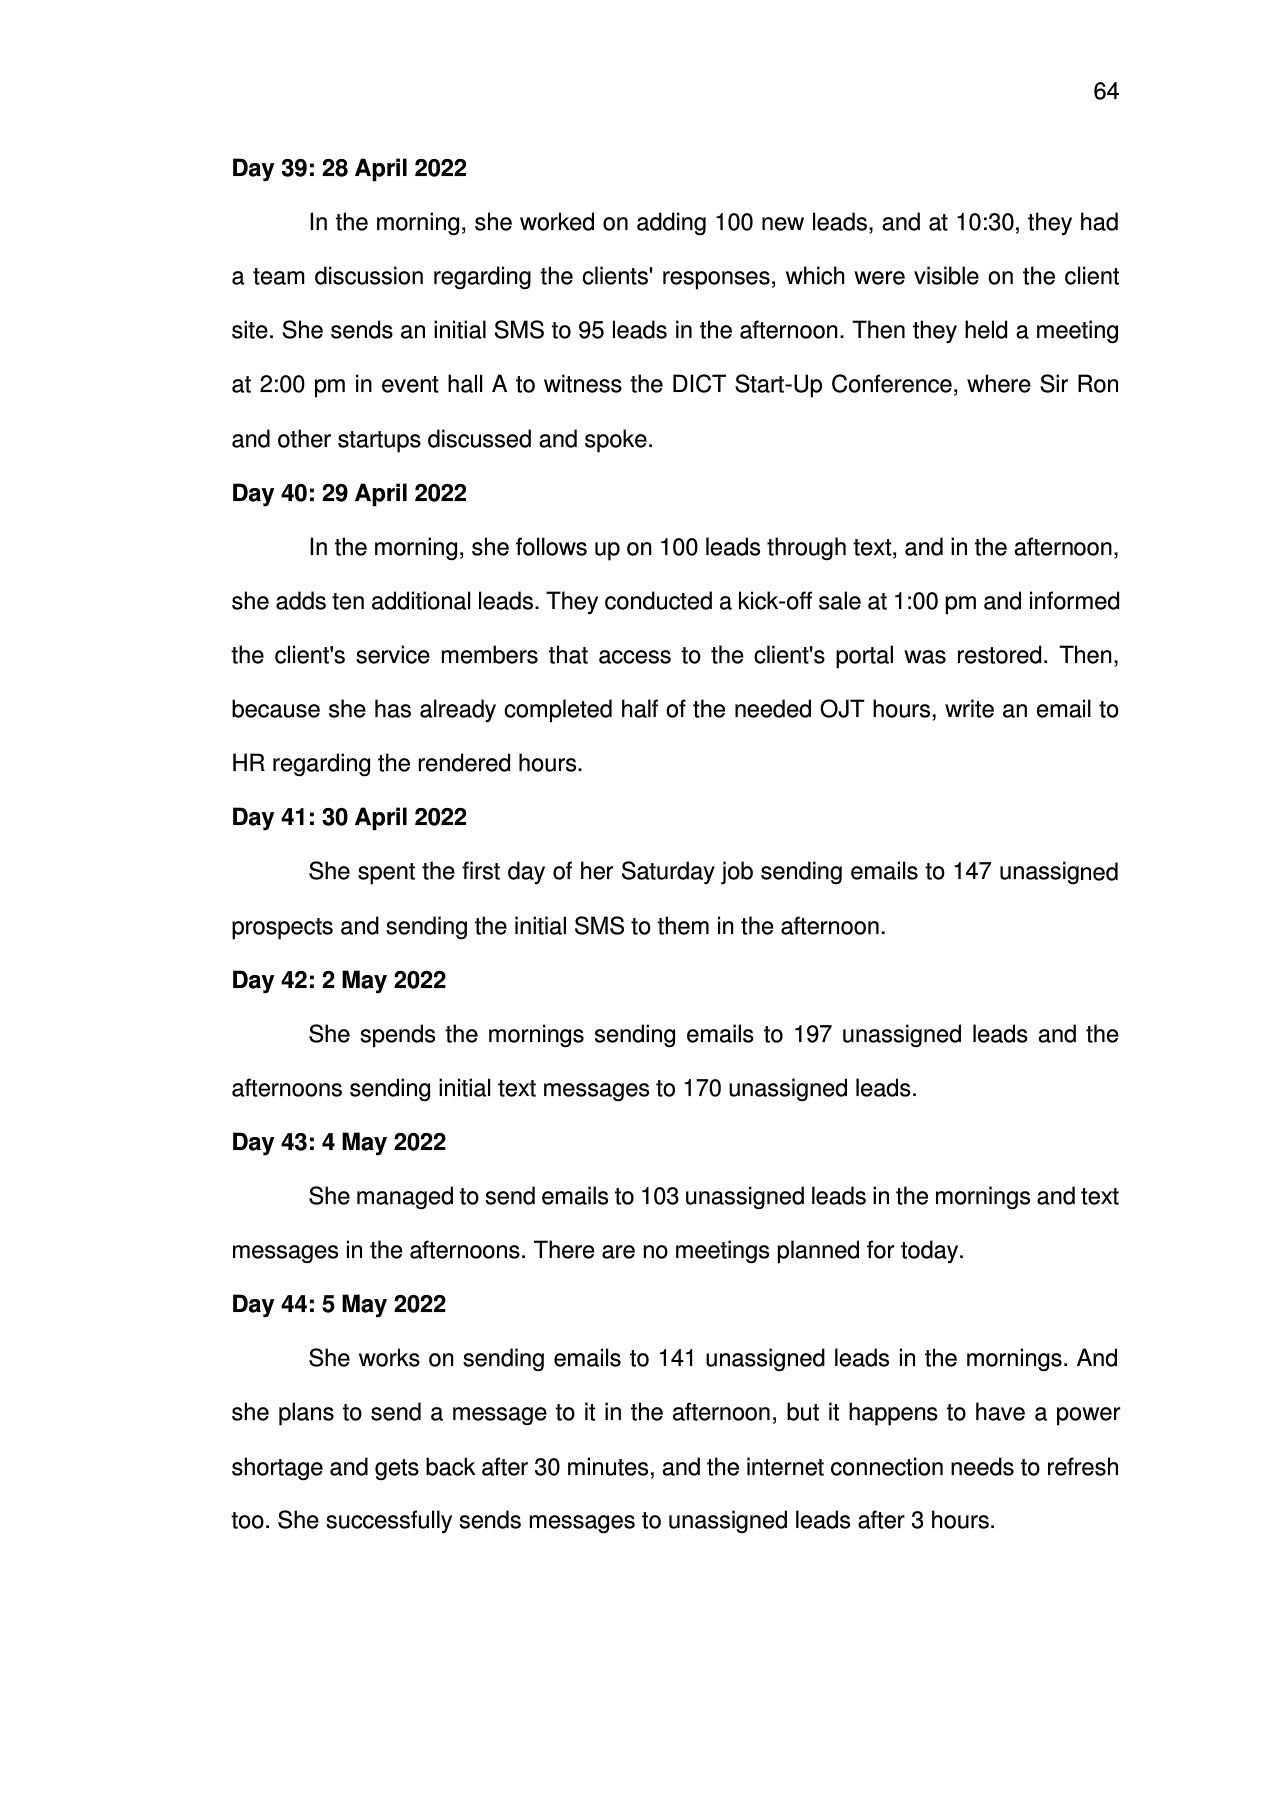 64
Day 39: 28 April 2022
In the morning, she worked on adding 100 new leads, and at 10:30, they had
a team discussion regarding the clients' responses, which were visible on the client
site. She sends an initial SMS to 95 leads in the afternoon. Then they held a meeting
at 2:00 pm in event hall A to witness the DICT Start-Up Conference, where Sir Ron
and other startups discussed and spoke.
Day 40: 29 April 2022
In the morning, she follows up on 100 leads through text, and in the afternoon,
she adds ten additional leads. They conducted a kick-off sale at 1:00 pm and informed
the client's service members that access to the client's portal was restored. Then,
because she has already completed half of the needed OJT hours, write an email to
HR regarding the rendered hours.
Day 41: 30 April 2022
She spent the first day of her Saturday job sending emails to 147 unassigned
prospects and sending the initial SMS to them in the afternoon.
Day 42: 2 May 2022
She spends the mornings sending emails to 197 unassigned leads and the
afternoons sending initial text messages to 170 unassigned leads.
Day 43: 4 May 2022
She managed to send emails to 103 unassigned leads in the mornings and text
messages in the afternoons. There are no meetings planned for today.
Day 44: 5 May 2022
She works on sending emails to 141 unassigned leads in the mornings. And
she plans to send a message to it in the afternoon, but it happens to have a power
shortage and gets back after 30 minutes, and the internet connection needs to refresh
too. She successfully sends messages to unassigned leads after 3 hours.